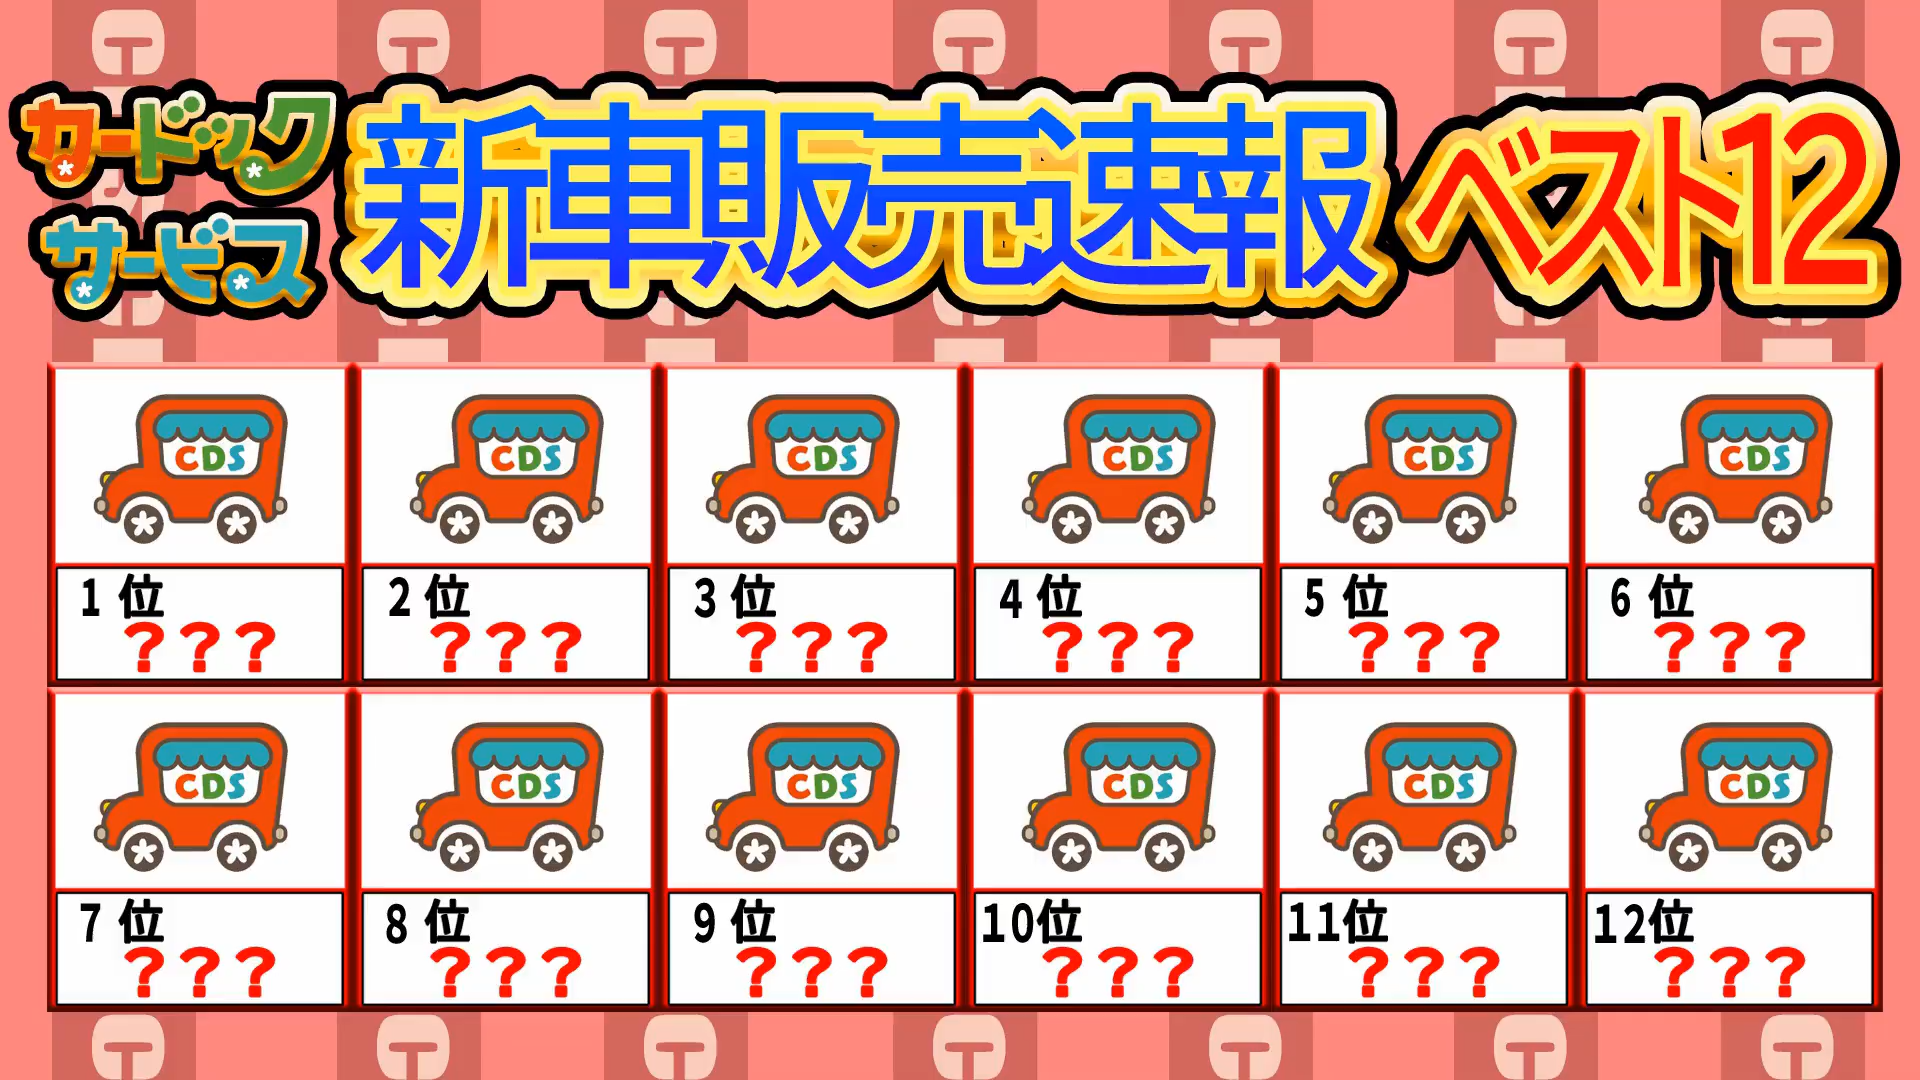 カードック
サービス
新車販売速報 ベスト12
CDS CDS CDS CDS CDS CDS
1位 2位 3位 4位 5位 6位
??? ??? ??? ??? ??? ???
CDS CDS CDS CDS CDS CDS
7位 8位 9位 10位 11位 12位
??? ??? ??? ??? ??? ???